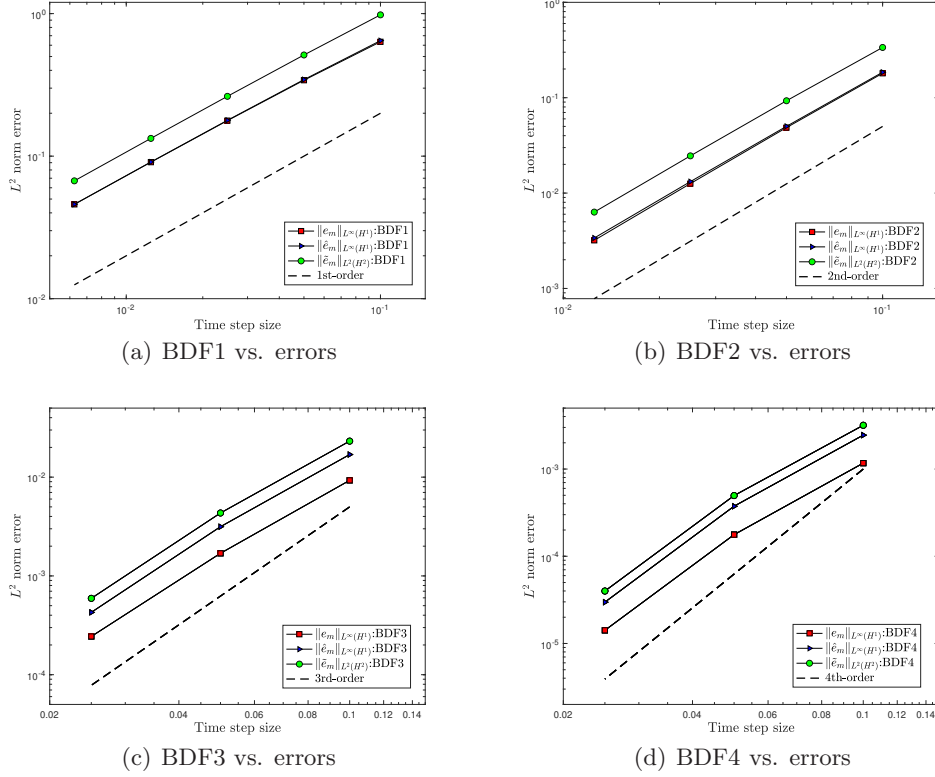 10^0
10^{-1}
10^{-2}
L^2 norm error
10^{-2}
10^{-1}
Time step size
‖e_m‖_{L^∞(H^1)}:BDF1
‖ê_m‖_{L^∞(H^1)}:BDF1
‖ẽ_m‖_{L^2(H^2)}:BDF1
1st-order
(a) BDF1 vs. errors
10^0
10^{-1}
10^{-2}
10^{-3}
L^2 norm error
10^{-2}
10^{-1}
Time step size
‖e_m‖_{L^∞(H^1)}:BDF2
‖ê_m‖_{L^∞(H^1)}:BDF2
‖ẽ_m‖_{L^2(H^2)}:BDF2
2nd-order
(b) BDF2 vs. errors
10^{-2}
10^{-3}
10^{-4}
L^2 norm error
0.02 0.04 0.06 0.08 0.1 0.12 0.14
Time step size
‖e_m‖_{L^∞(H^1)}:BDF3
‖ê_m‖_{L^∞(H^1)}:BDF3
‖ẽ_m‖_{L^2(H^2)}:BDF3
3rd-order
(c) BDF3 vs. errors
10^{-3}
10^{-4}
10^{-5}
L^2 norm error
0.02 0.04 0.06 0.08 0.1 0.12 0.14
Time step size
‖e_m‖_{L^∞(H^1)}:BDF4
‖ê_m‖_{L^∞(H^1)}:BDF4
‖ẽ_m‖_{L^2(H^2)}:BDF4
4th-order
(d) BDF4 vs. errors